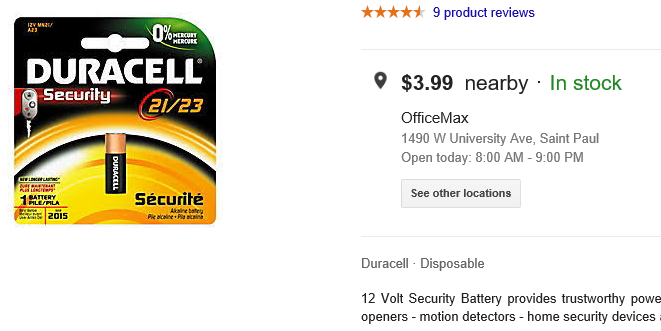 9 product reviews
12V MN21/
A23
0% MERCURY
MERCURE
DURACELL®
Security
21/23
DURACELL
NEW LONGER LASTING*
DURE MAINTENANT
PLUS LONGTEMPS*
1 BATTERY
PILE/PILA
2015
Sécurité
Alkaline battery
Pile alcaline • Pila alcalina
$3.99 nearby · In stock
OfficeMax
1490 W University Ave, Saint Paul
Open today: 8:00 AM - 9:00 PM
See other locations
Duracell · Disposable
12 Volt Security Battery provides trustworthy powe
openers - motion detectors - home security devices a